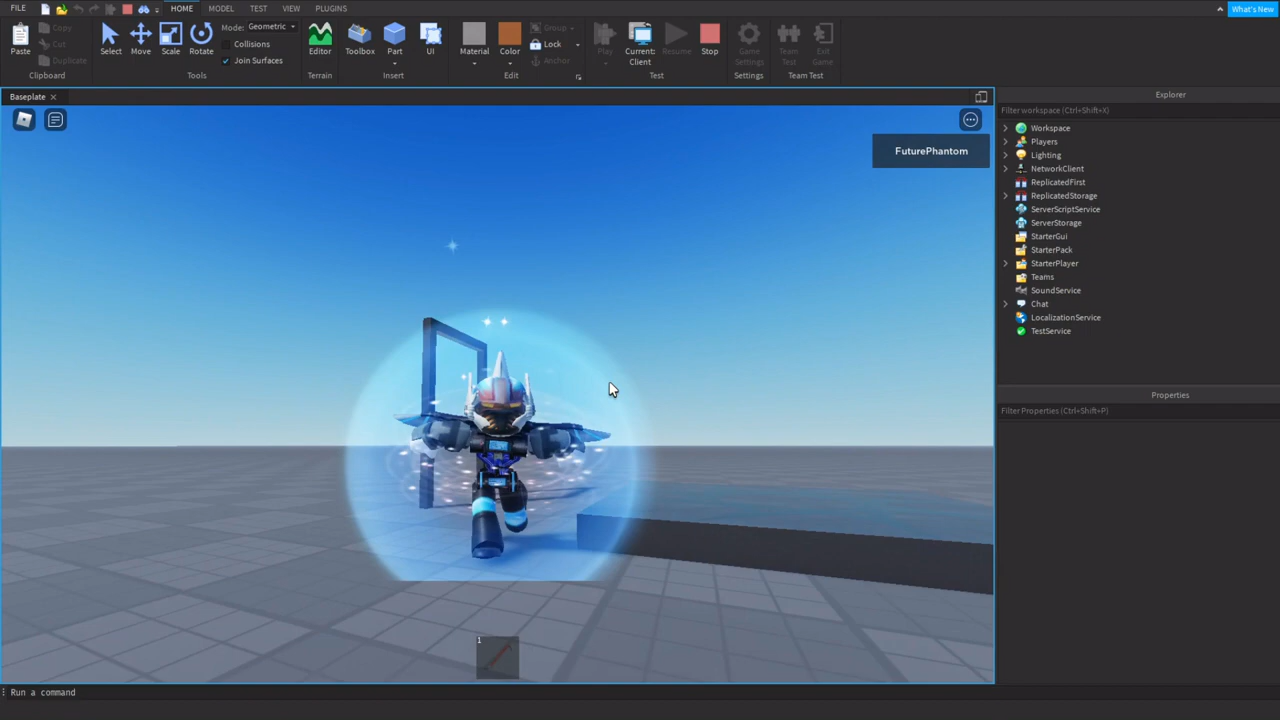 FILE HOME MODEL TEST VIEW PLUGINS What's New
Paste
Copy
Cut
Duplicate
Clipboard
Select Move Scale Rotate
Mode: Geometric
Collisions
Join Surfaces
Tools
Editor
Terrain
Toolbox Part UI
Insert
Material Color
Group
Lock
Anchor
Edit
Play Current: Client Resume Stop
Test
Game Settings
Settings
Team Test Exit Game
Team Test
Baseplate
FuturePhantom
1
Explorer
Filter workspace (Ctrl+Shift+X)
Workspace
Players
Lighting
NetworkClient
ReplicatedFirst
ReplicatedStorage
ServerScriptService
ServerStorage
StarterGui
StarterPack
StarterPlayer
Teams
SoundService
Chat
LocalizationService
TestService
Properties
Filter Properties (Ctrl+Shift+P)
Run a command